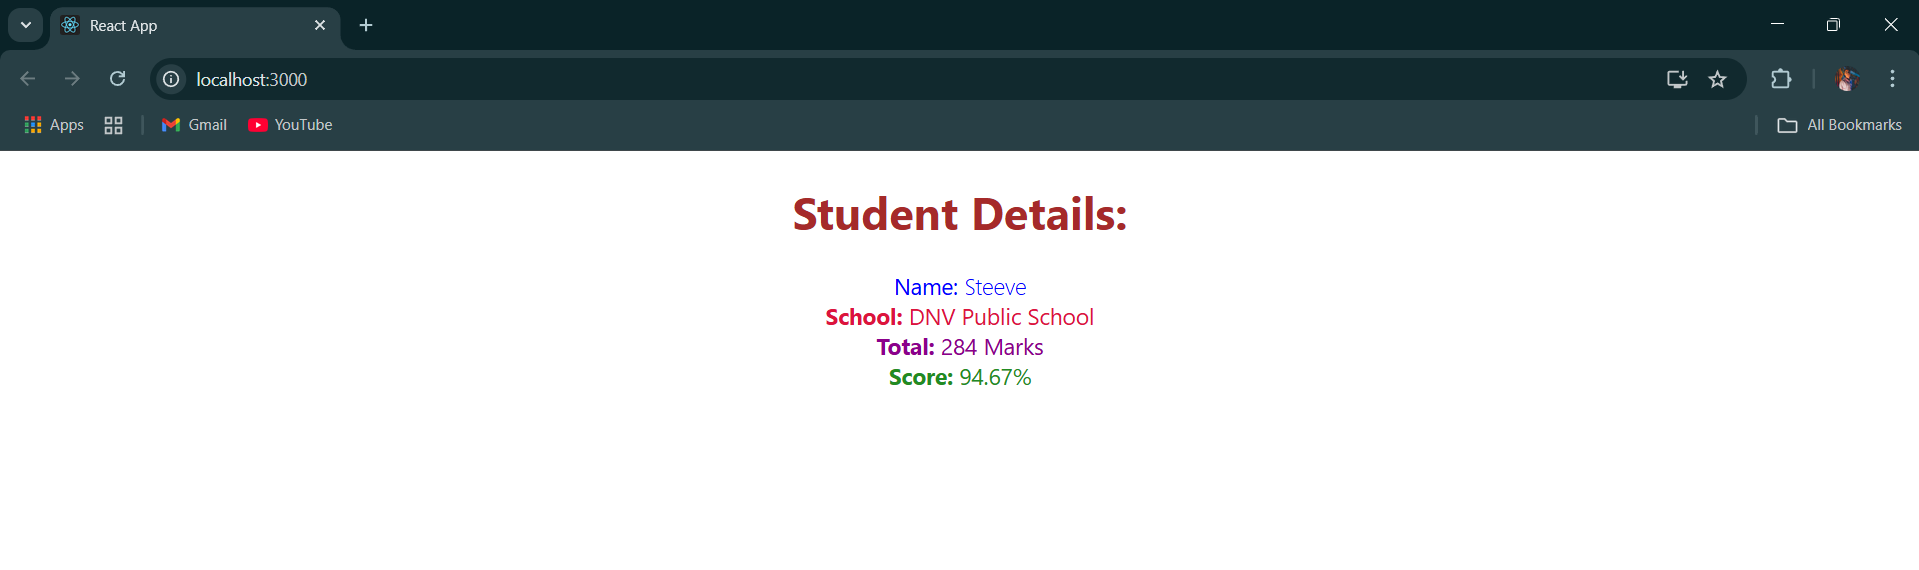 React App
localhost:3000
Apps Gmail YouTube All Bookmarks
Student Details:
Name: Steeve
School: DNV Public School
Total: 284 Marks
Score: 94.67%